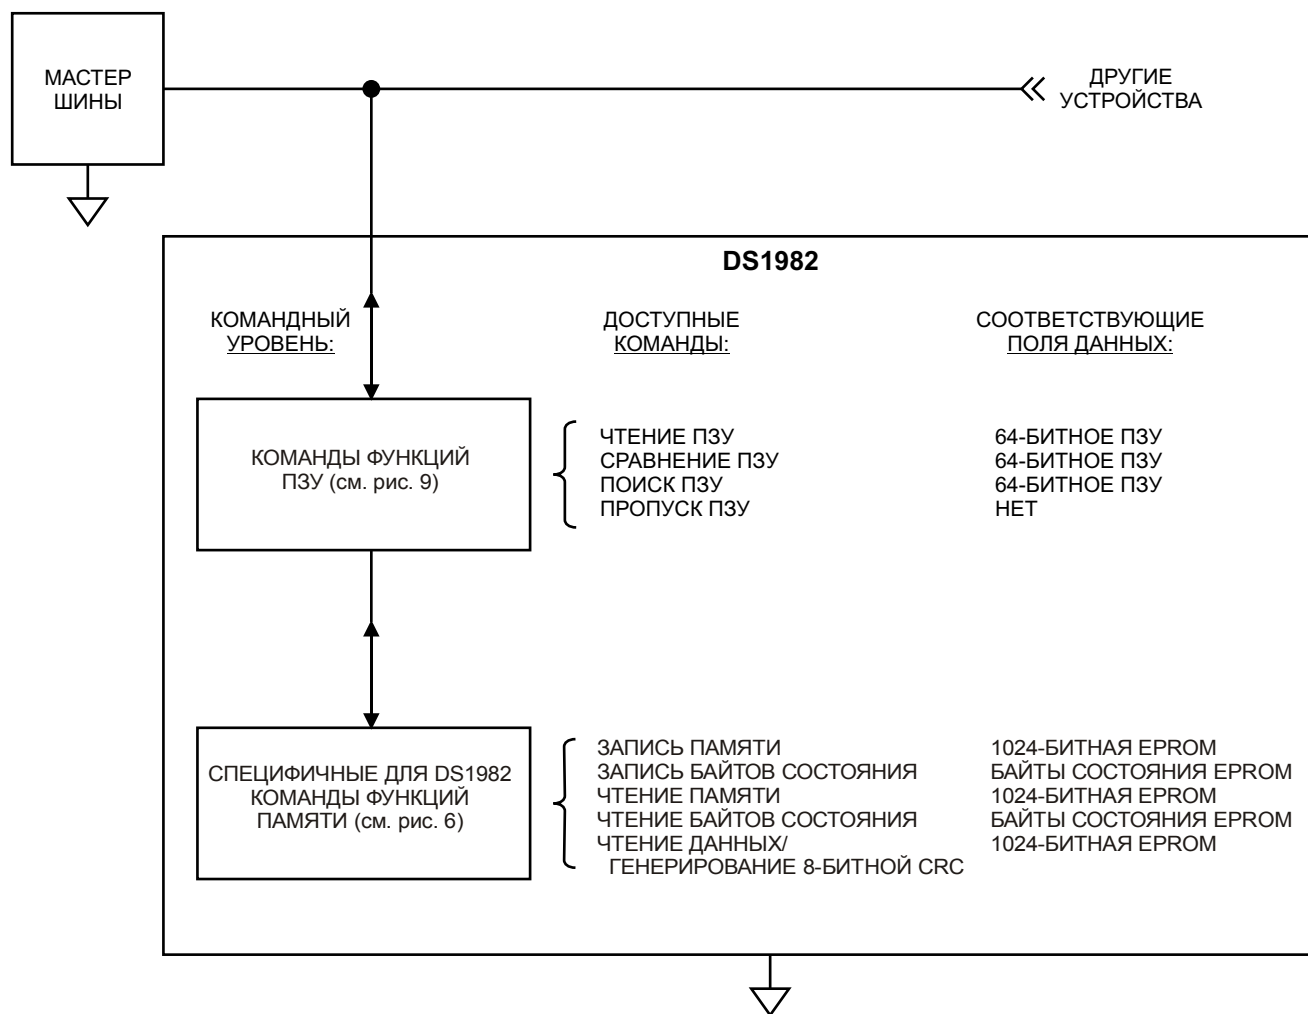 МАСТЕР
ШИНЫ
ДРУГИЕ
УСТРОЙСТВА
DS1982
КОМАНДНЫЙ
УРОВЕНЬ:
ДОСТУПНЫЕ
КОМАНДЫ:
СООТВЕТСТВУЮЩИЕ
ПОЛЯ ДАННЫХ:
КОМАНДЫ ФУНКЦИЙ
ПЗУ (см. рис. 9)
ЧТЕНИЕ ПЗУ
СРАВНЕНИЕ ПЗУ
ПОИСК ПЗУ
ПРОПУСК ПЗУ
64-БИТНОЕ ПЗУ
64-БИТНОЕ ПЗУ
64-БИТНОЕ ПЗУ
НЕТ
СПЕЦИФИЧНЫЕ ДЛЯ DS1982
КОМАНДЫ ФУНКЦИЙ
ПАМЯТИ (см. рис. 6)
ЗАПИСЬ ПАМЯТИ
ЗАПИСЬ БАЙТОВ СОСТОЯНИЯ
ЧТЕНИЕ ПАМЯТИ
ЧТЕНИЕ БАЙТОВ СОСТОЯНИЯ
ЧТЕНИЕ ДАННЫХ/
ГЕНЕРИРОВАНИЕ 8-БИТНОЙ CRC
1024-БИТНАЯ EPROM
БАЙТЫ СОСТОЯНИЯ EPROM
1024-БИТНАЯ EPROM
БАЙТЫ СОСТОЯНИЯ EPROM
1024-БИТНАЯ EPROM